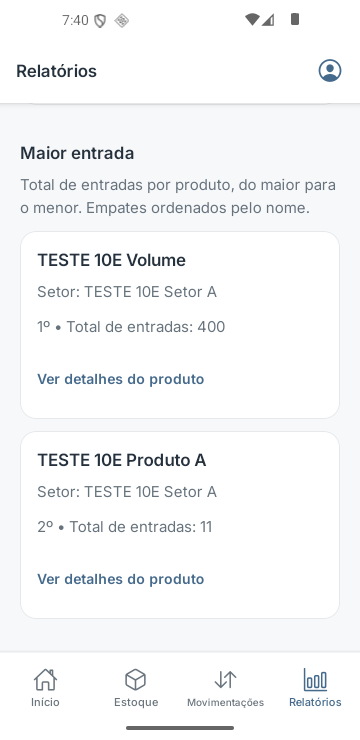 7:40
Relatórios
Maior entrada
Total de entradas por produto, do maior para
o menor. Empates ordenados pelo nome.
TESTE 10E Volume
Setor: TESTE 10E Setor A
1º • Total de entradas: 400
Ver detalhes do produto
TESTE 10E Produto A
Setor: TESTE 10E Setor A
2º • Total de entradas: 11
Ver detalhes do produto
Início
Estoque
Movimentações
Relatórios